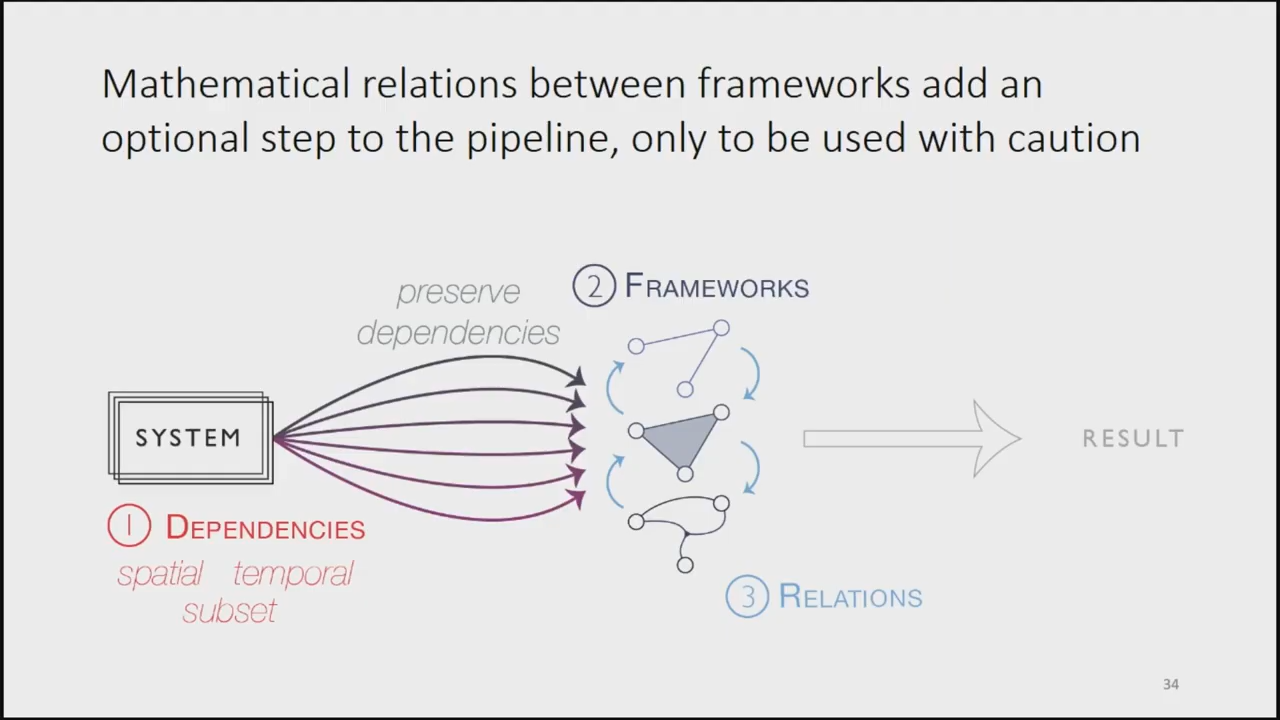 Mathematical relations between frameworks add an
optional step to the pipeline, only to be used with caution
preserve
dependencies
2 FRAMEWORKS
SYSTEM
RESULT
1 DEPENDENCIES
spatial temporal
subset
3 RELATIONS
34